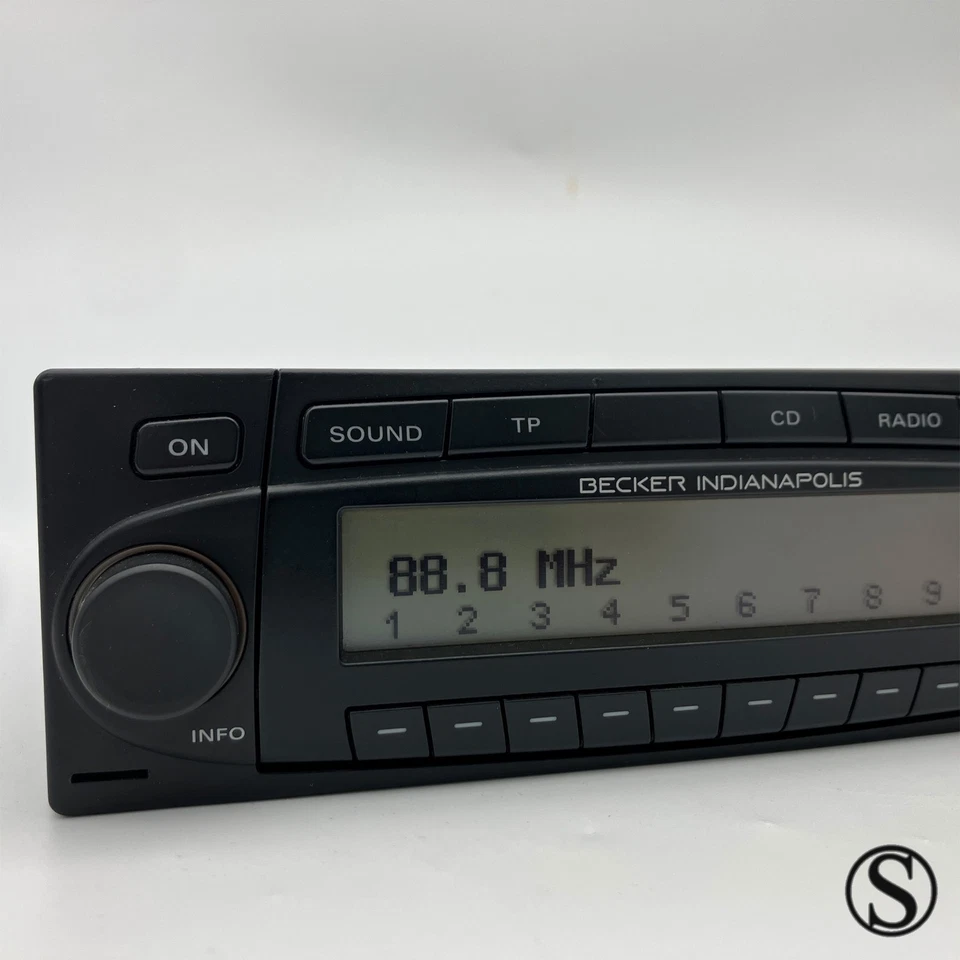 ON SOUND TP CD RADIO
BECKER INDIANAPOLIS
88.8 MHz
1 2 3 4 5 6 7 8 9
INFO
S